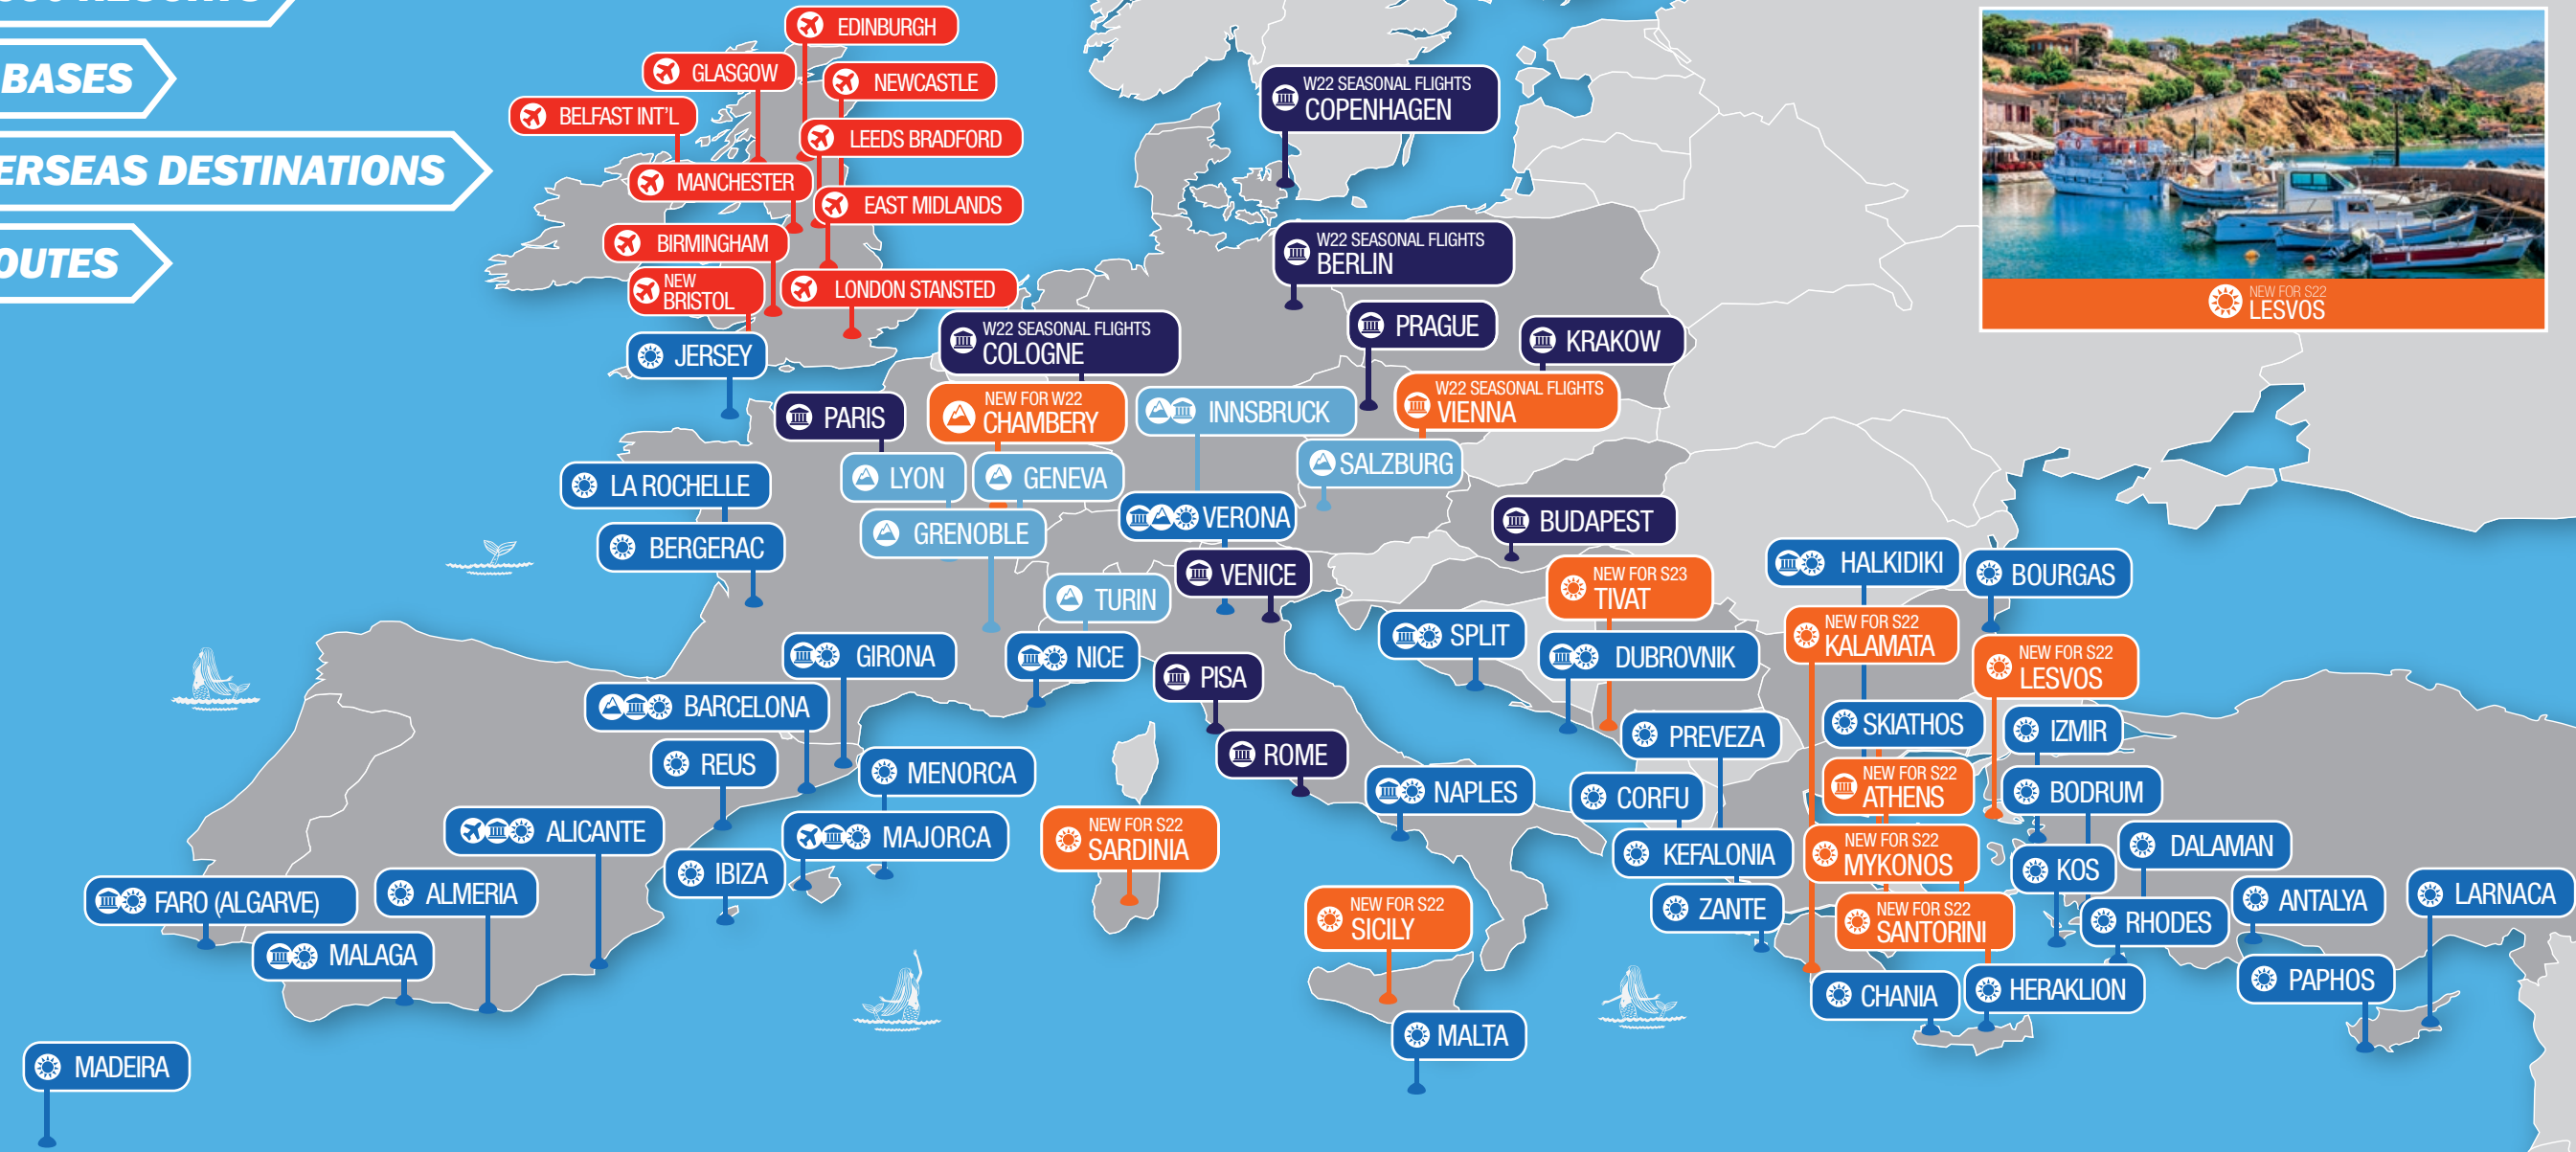 BASES
DESTINATIONS
EDINBURGH
GLASGOW
NEWCASTLE
BELFAST INT'L
LEEDS BRADFORD
MANCHESTER
EAST MIDLANDS
BIRMINGHAM
NEW
BRISTOL
LONDON STANSTED
JERSEY
W22 SEASONAL FLIGHTS
COPENHAGEN
W22 SEASONAL FLIGHTS
BERLIN
NEW FOR S22
LESVOS
W22 SEASONAL FLIGHTS
COLOGNE
PRAGUE
KRAKOW
PARIS
NEW FOR W22
CHAMBERY
INNSBRUCK
W22 SEASONAL FLIGHTS
VIENNA
LYON
GENEVA
SALZBURG
LA ROCHELLE
GRENOBLE
VERONA
BUDAPEST
BERGERAC
TURIN
VENICE
NEW FOR S23
TIVAT
HALKIDIKI
BOURGAS
GIRONA
NICE
PISA
SPLIT
DUBROVNIK
NEW FOR S22
KALAMATA
NEW FOR S22
LESVOS
BARCELONA
REUS
MENORCA
ROME
PREVEZA
SKIATHOS
IZMIR
ALICANTE
MAJORCA
NEW FOR S22
SARDINIA
NAPLES
CORFU
NEW FOR S22
ATHENS
BODRUM
FARO (ALGARVE)
ALMERIA
IBIZA
KEFALONIA
NEW FOR S22
MYKONOS
KOS
DALAMAN
MALAGA
NEW FOR S22
SICILY
ZANTE
NEW FOR S22
SANTORINI
RHODES
ANTALYA
LARNACA
MALTA
CHANIA
HERAKLION
PAPHOS
MADEIRA